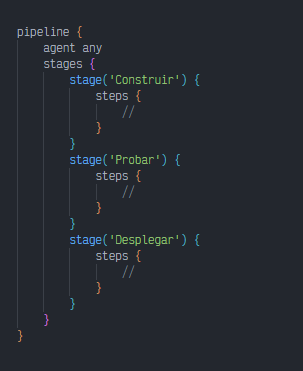 pipeline {
    agent any
    stages {
        stage('Construir') {
            steps {
                //
            }
        }
        stage('Probar') {
            steps {
                //
            }
        }
        stage('Desplegar') {
            steps {
                //
            }
        }
    }
}